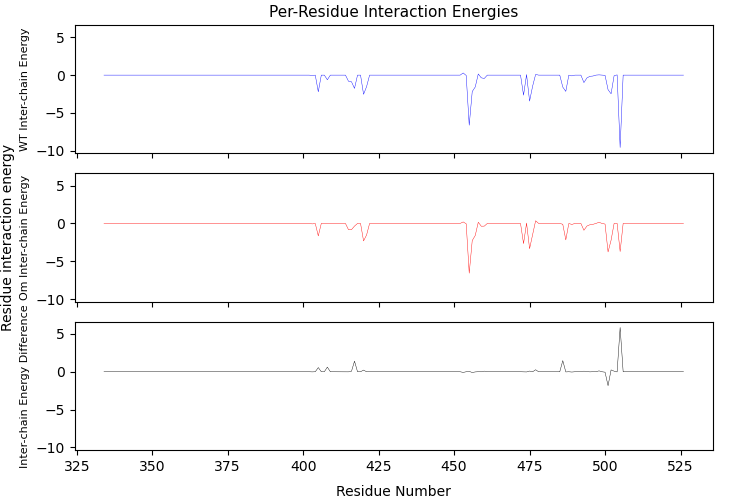 Per-Residue Interaction Energies
WT Inter-chain Energy
5
0
−5
−10
Residue interaction energy
Om Inter-chain Energy
5
0
−5
−10
Inter-chain Energy Difference
5
0
−5
−10
325 350 375 400 425 450 475 500 525
Residue Number